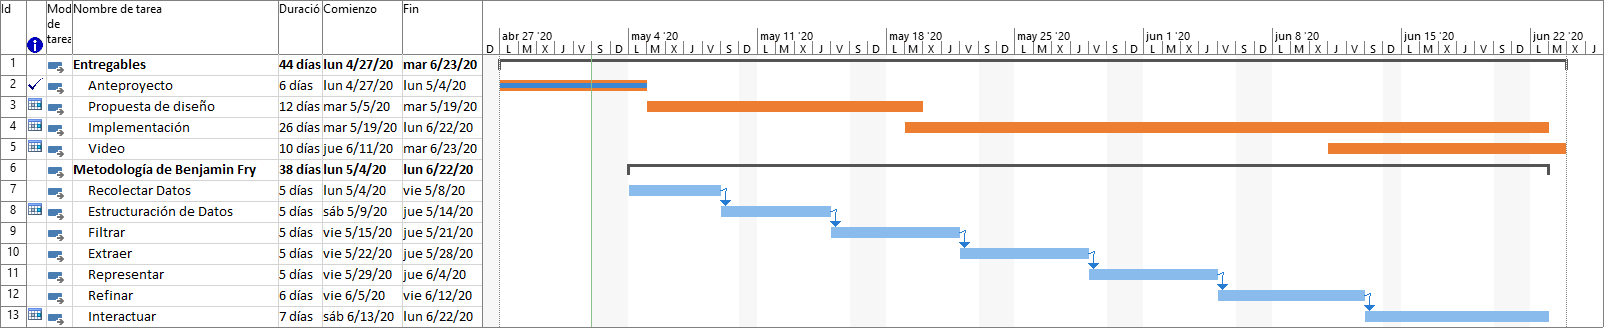 Id Mod de tarea Nombre de tarea Duració Comienzo Fin
abr 27 '20 may 4 '20 may 11 '20 may 18 '20 may 25 '20 jun 1 '20 jun 8 '20 jun 15 '20 jun 22 '20
D L M X J V S D L M X J V S D L M X J V S D L M X J V S D L M X J V S D L M X J V S D L M X J V S D L M X J V S D L M X J
1 Entregables 44 días lun 4/27/20 mar 6/23/20
2 Anteproyecto 6 días lun 4/27/20 lun 5/4/20
3 Propuesta de diseño 12 días mar 5/5/20 mar 5/19/20
4 Implementación 26 días mar 5/19/20 lun 6/22/20
5 Video 10 días jue 6/11/20 mar 6/23/20
6 Metodología de Benjamin Fry 38 días lun 5/4/20 lun 6/22/20
7 Recolectar Datos 5 días lun 5/4/20 vie 5/8/20
8 Estructuración de Datos 5 días sáb 5/9/20 jue 5/14/20
9 Filtrar 5 días vie 5/15/20 jue 5/21/20
10 Extraer 5 días vie 5/22/20 jue 5/28/20
11 Representar 5 días vie 5/29/20 jue 6/4/20
12 Refinar 6 días vie 6/5/20 vie 6/12/20
13 Interactuar 7 días sáb 6/13/20 lun 6/22/20